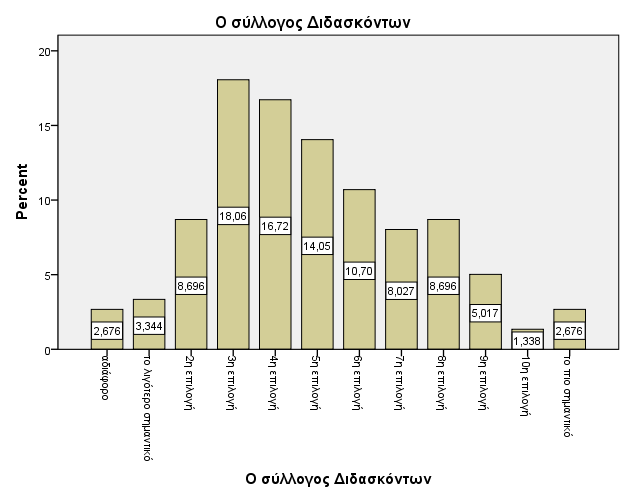 Ο σύλλογος Διδασκόντων
20
15
10
5
0
Percent
2,676
3,344
8,696
18,06
16,72
14,05
10,70
8,027
8,696
5,017
1,338
2,676
αδιάφορο
το λιγότερο σημαντικό
2η επιλογή
3η επιλογή
4η επιλογή
5η επιλογή
6η επιλογή
7η επιλογή
8η επιλογή
9η επιλογή
10η επιλογή
το πιο σημαντικό
Ο σύλλογος Διδασκόντων